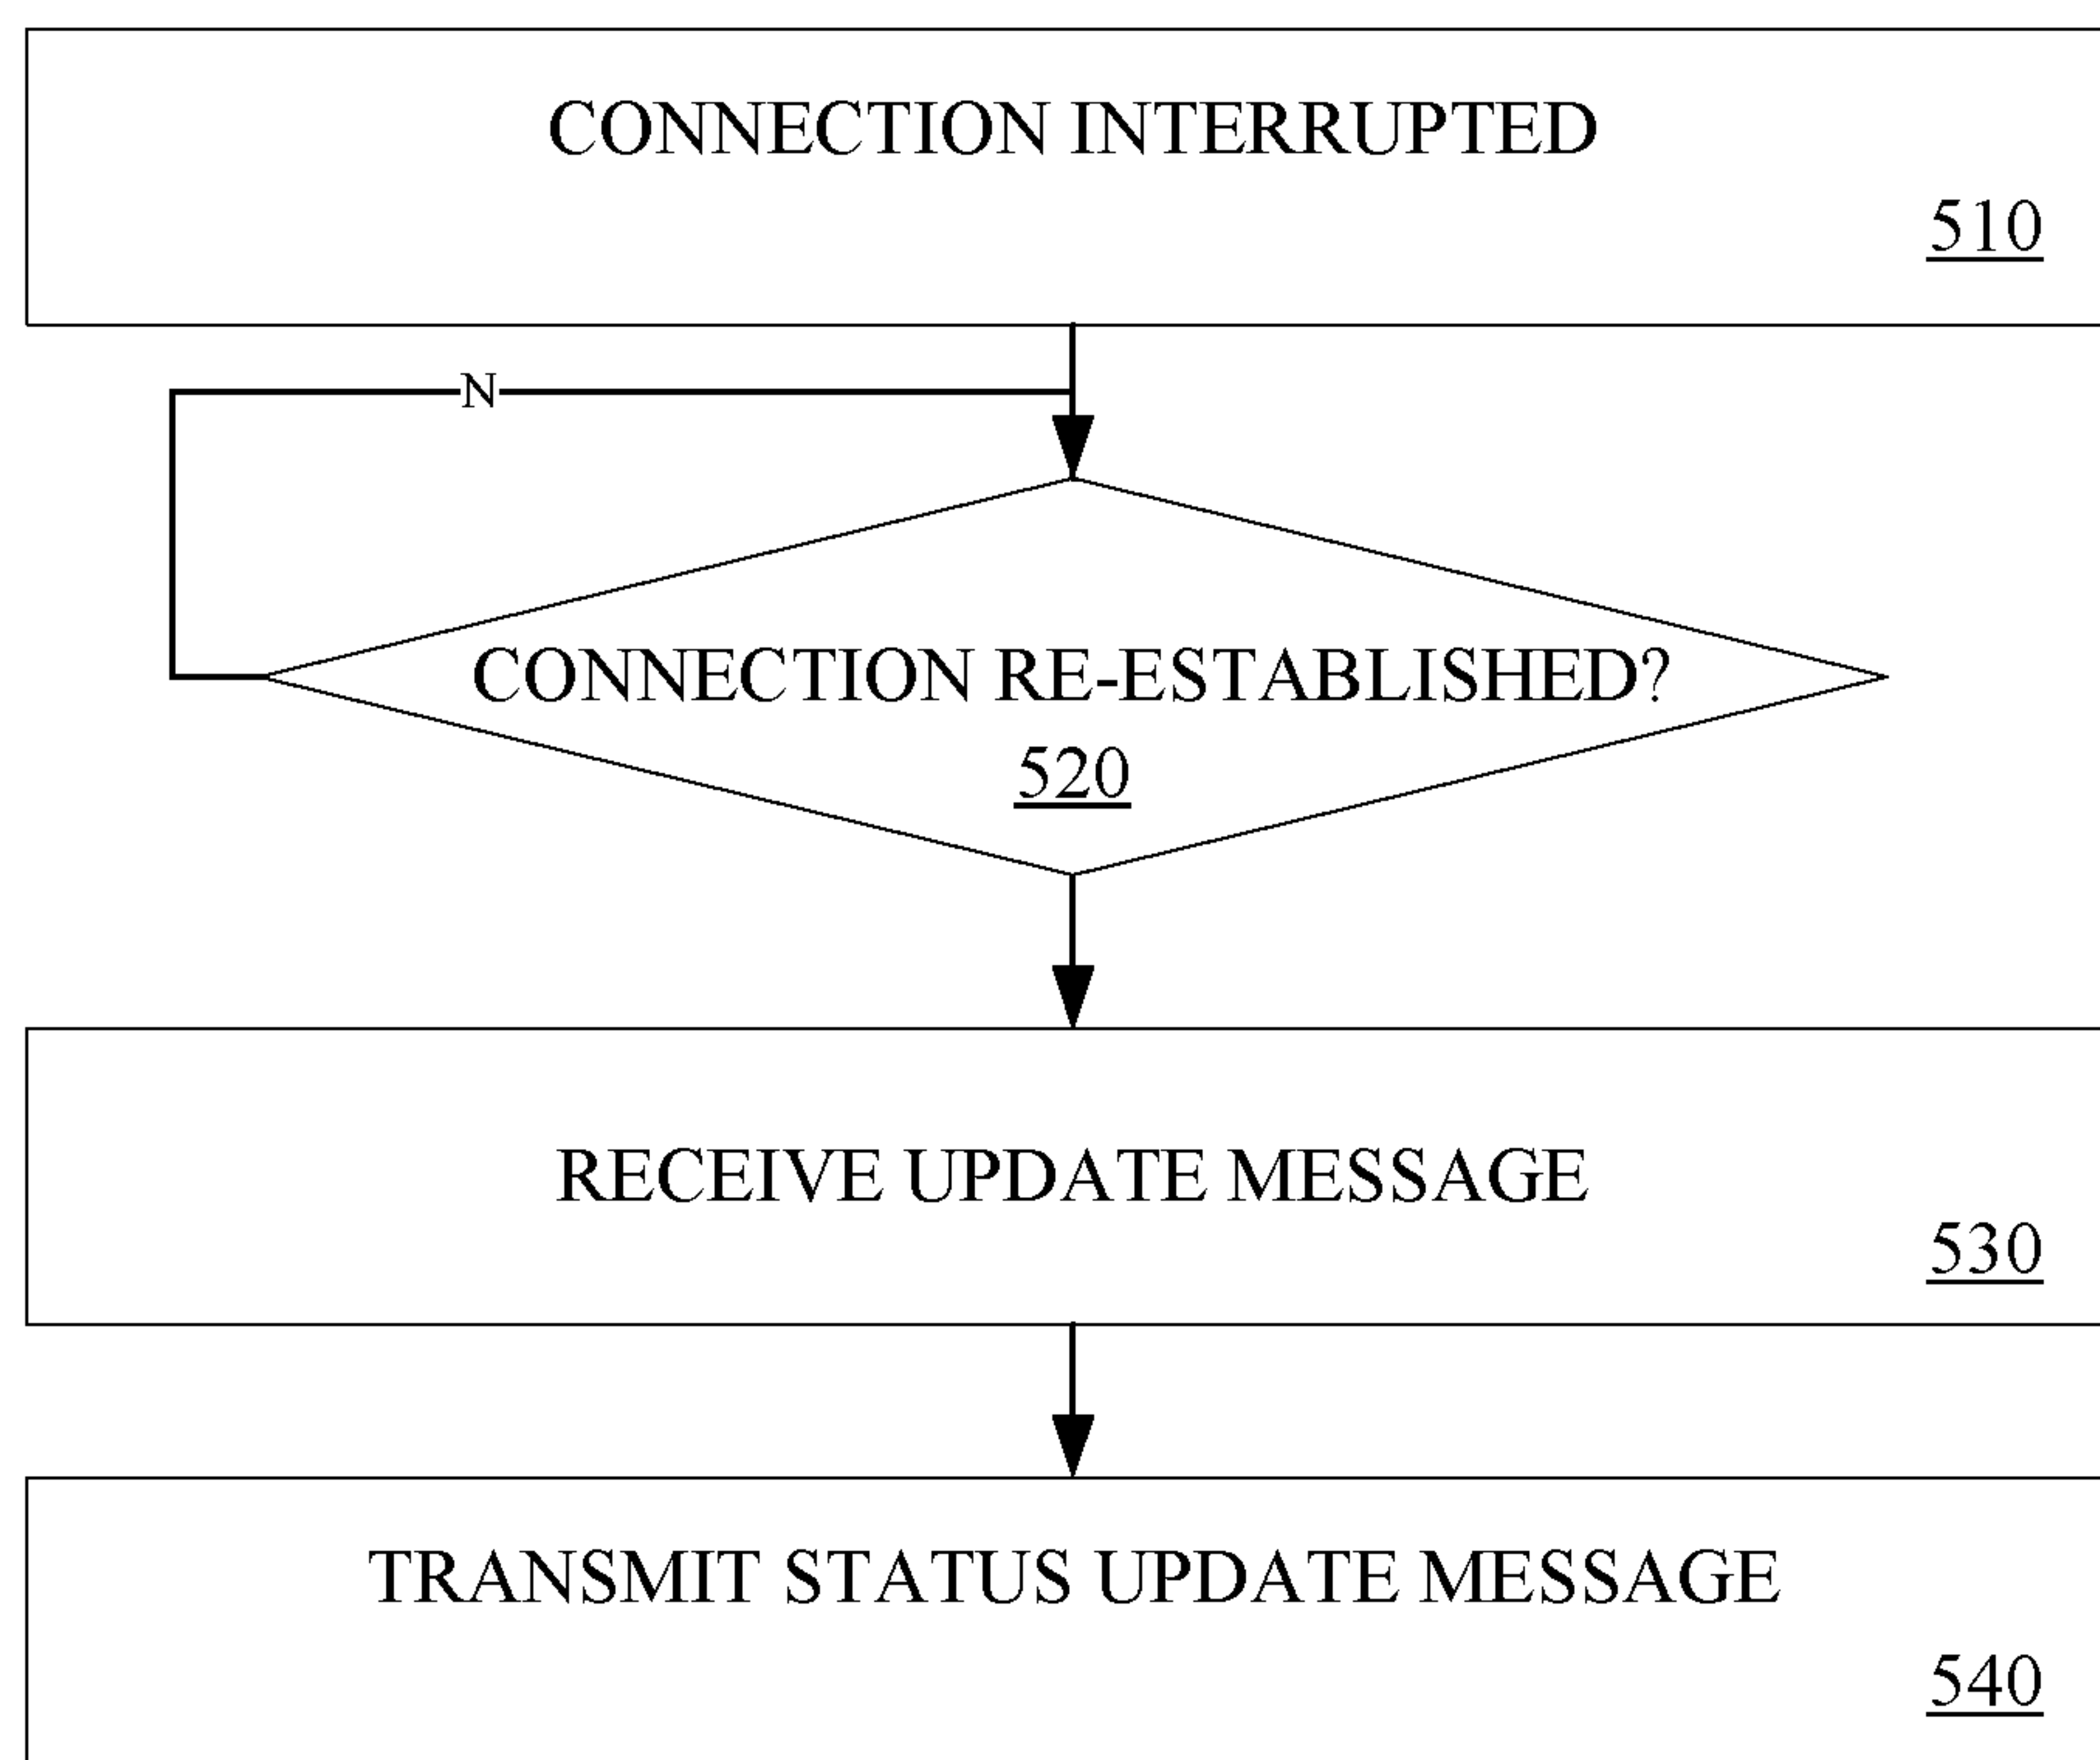 CONNECTION INTERRUPTED
510
N
CONNECTION RE-ESTABLISHED?
520
RECEIVE UPDATE MESSAGE
530
TRANSMIT STATUS UPDATE MESSAGE
540